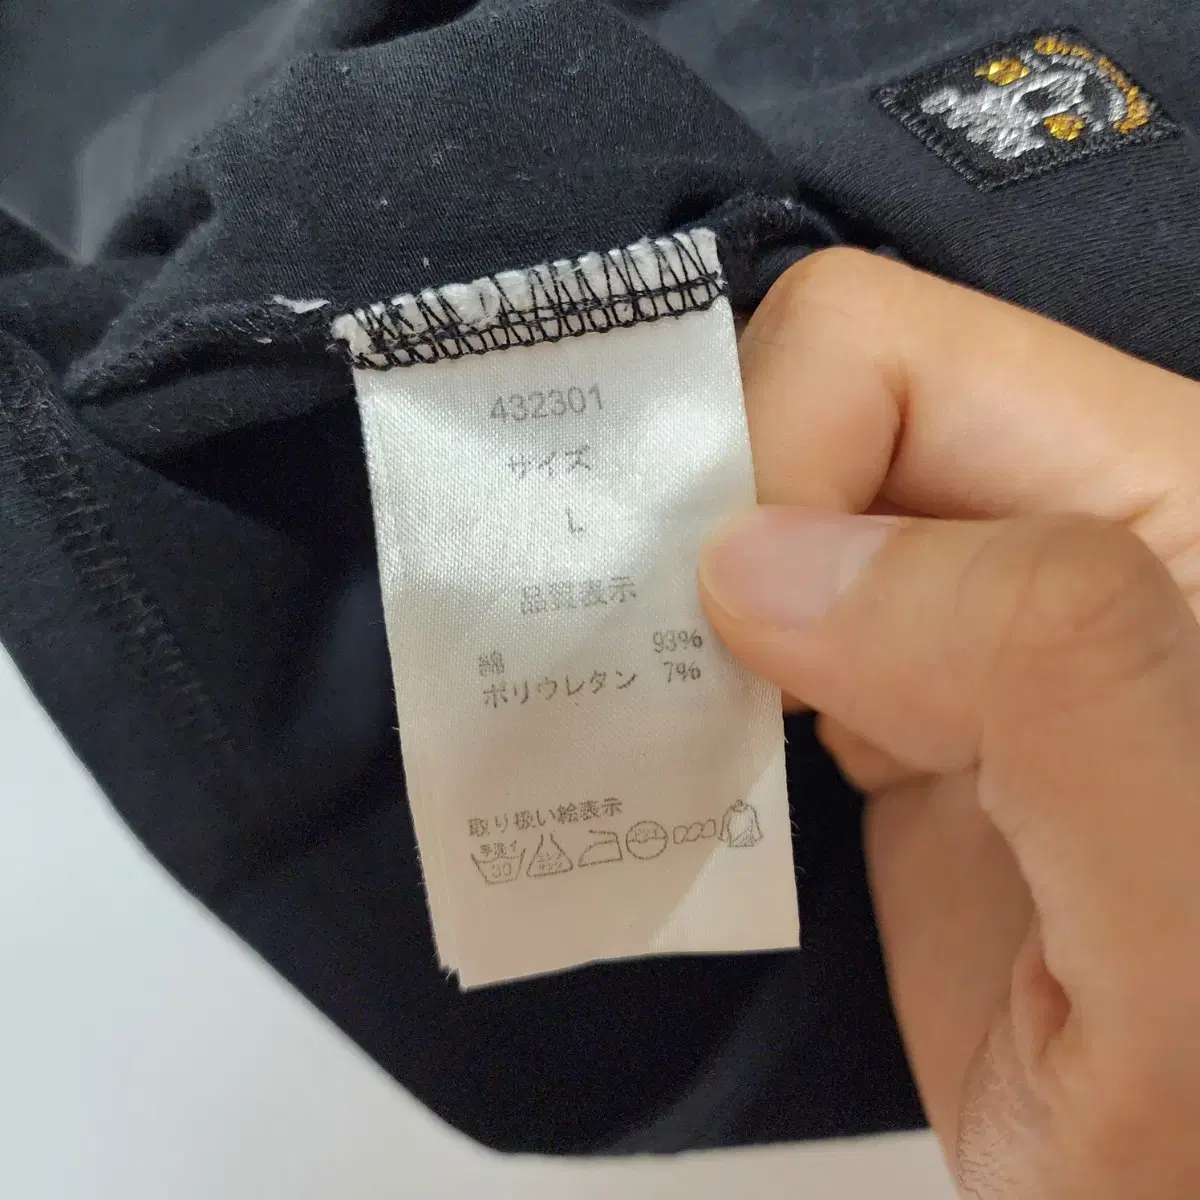 432301
サイズ
L
品質表示
綿 93%
ポリウレタン 7%
取り扱い絵表示
手洗イ
30